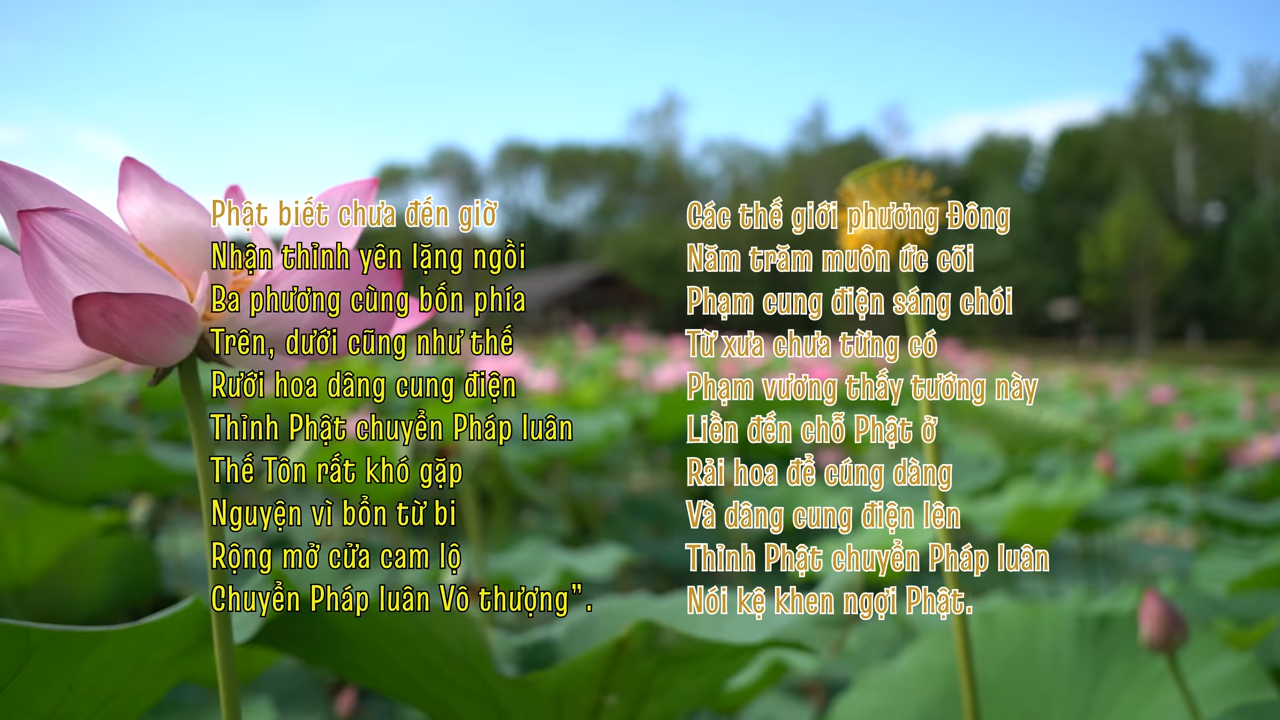 Phật biết chưa đến giờ
Nhận thỉnh yên lặng ngồi
Ba phương cùng bốn phía
Trên, dưới cũng như thế
Rưới hoa dâng cung điện
Thỉnh Phật chuyển Pháp luân
Thế Tôn rất khó gặp
Nguyện vì bổn từ bi
Rộng mở cửa cam lộ
Chuyển Pháp luân Vô thượng".
Các thế giới phương Đông
Năm trăm muôn ức cõi
Phạm cung điện sáng chói
Từ xưa chưa từng có
Phạm vương thấy tướng này
Liền đến chỗ Phật ở
Rải hoa để cúng dàng
Và dâng cung điện lên
Thỉnh Phật chuyển Pháp luân
Nói kệ khen ngợi Phật.